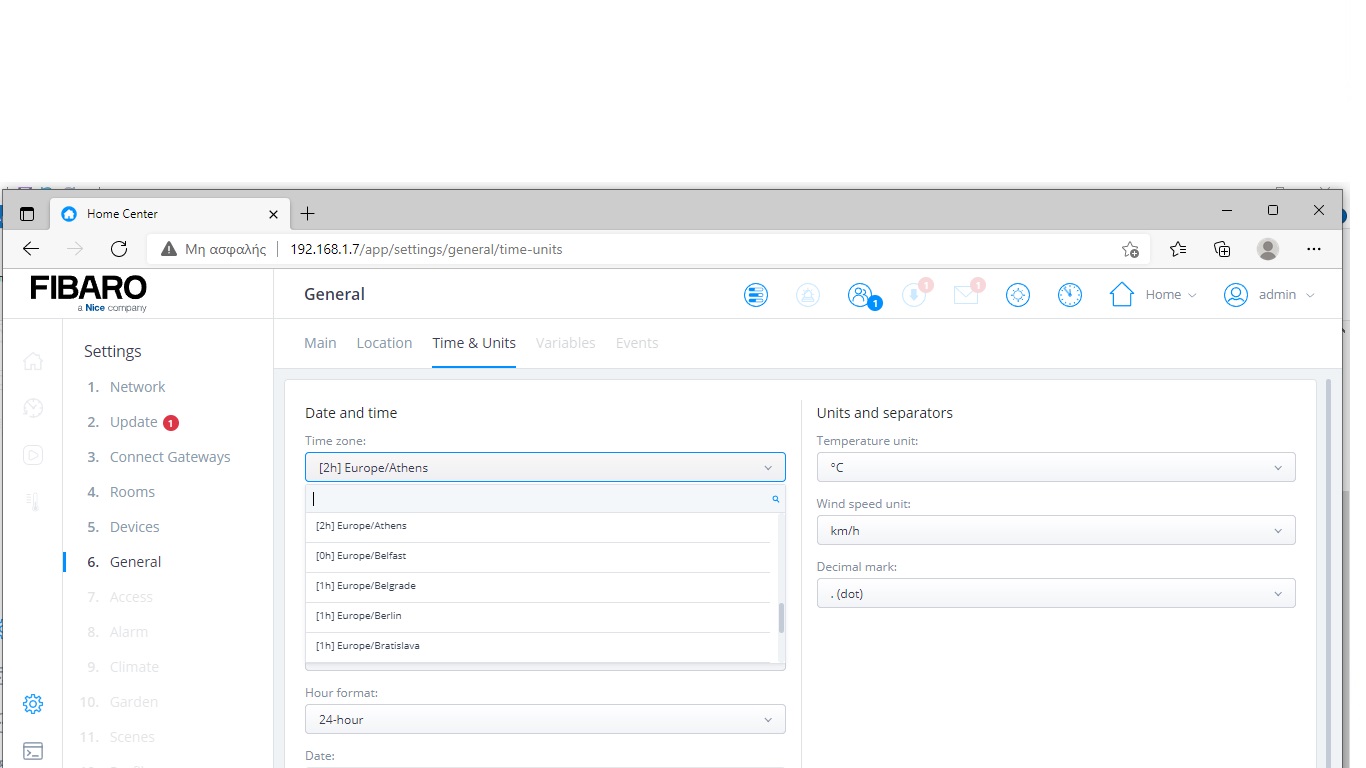 Home Center
Μη ασφαλής
192.168.1.7/app/settings/general/time-units
FIBARO
a Nice company
General
1
1
1
Home
admin
Settings
1. Network
2. Update 1
3. Connect Gateways
4. Rooms
5. Devices
6. General
7. Access
8. Alarm
9. Climate
10. Garden
11. Scenes
Main
Location
Time & Units
Variables
Events
Date and time
Time zone:
[2h] Europe/Athens
[2h] Europe/Athens
[0h] Europe/Belfast
[1h] Europe/Belgrade
[1h] Europe/Berlin
[1h] Europe/Bratislava
Hour format:
24-hour
Date:
Units and separators
Temperature unit:
°C
Wind speed unit:
km/h
Decimal mark:
. (dot)